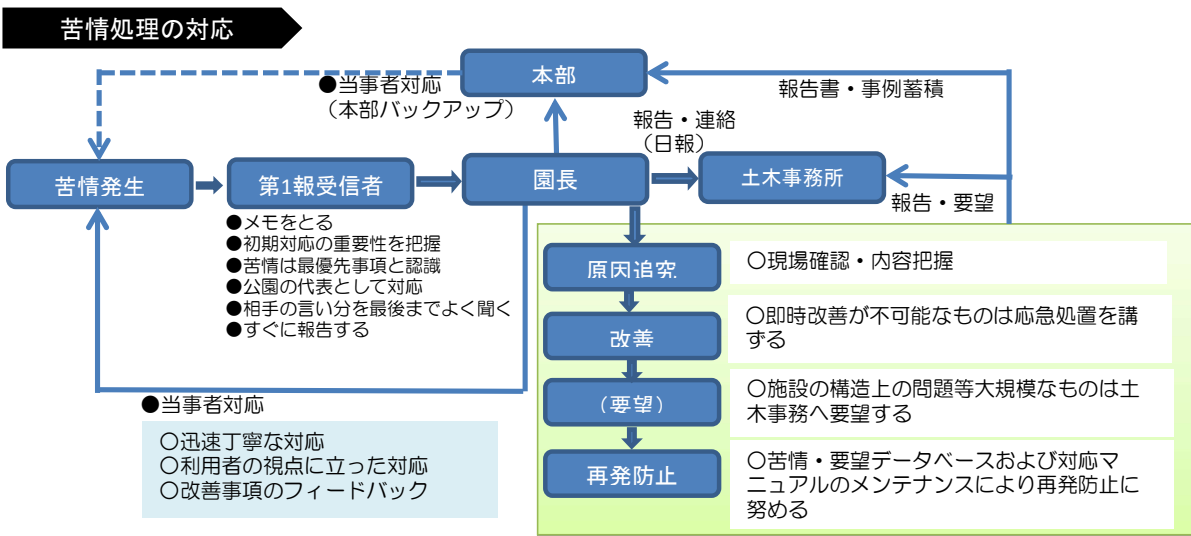 苦情処理の対応
本部
●当事者対応
（本部バックアップ）
報告書・事例蓄積
報告・連絡
（日報）
苦情発生
第1報受信者
園長
土木事務所
報告・要望
●メモをとる
●初期対応の重要性を把握
●苦情は最優先事項と認識
●公園の代表として対応
●相手の言い分を最後までよく聞く
●すぐに報告する
原因追究
〇現場確認・内容把握
改善
〇即時改善が不可能なものは応急処置を講
ずる
（要望）
〇施設の構造上の問題等大規模なものは土
木事務へ要望する
再発防止
〇苦情・要望データベースおよび対応マ
ニュアルのメンテナンスにより再発防止に
努める
●当事者対応
〇迅速丁寧な対応
〇利用者の視点に立った対応
〇改善事項のフィードバック